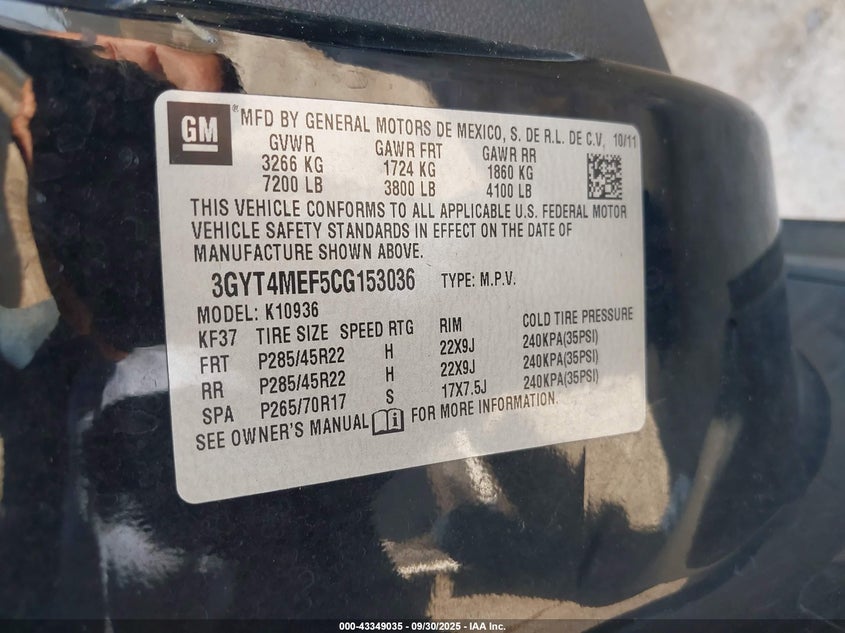 GM
®MFD BY GENERAL MOTORS DE MEXICO, S. DE R.L. DE C.V, 10/11
GVWR GAWR FRT GAWR RR
3266 KG 1724 KG 1860 KG
7200 LB 3800 LB 4100 LB
THIS VEHICLE CONFORMS TO ALL APPLICABLE U.S. FEDERAL MOTOR
VEHICLE SAFETY STANDARDS IN EFFECT ON THE DATE OF
MANUFACTURE SHOWN ABOVE.
3GYT4MEF5CG153036 TYPE: M.P.V.
MODEL: K10936
KF37 TIRE SIZE SPEED RTG RIM COLD TIRE PRESSURE
FRT P285/45R22 H 22X9J 240KPA(35PSI)
RR P285/45R22 H 22X9J 240KPA(35PSI)
SPA P265/70R17 S 17X7.5J 240KPA(35PSI)
SEE OWNER'S MANUAL i FOR MORE INFORMATION.
000-43349035 - 09/30/2025 - IAA Inc.